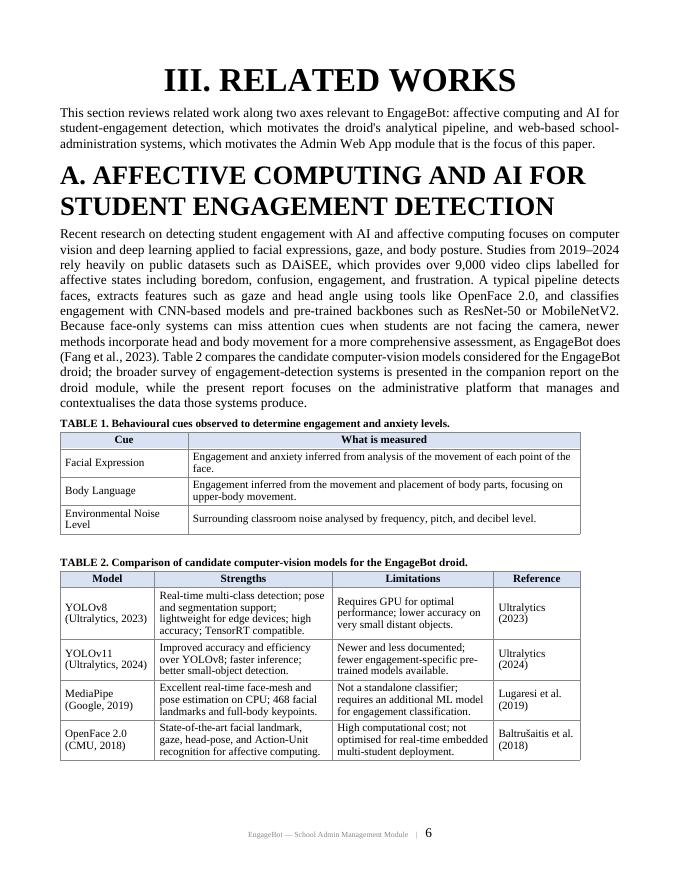 III. RELATED WORKS
This section reviews related work along two axes relevant to EngageBot: affective computing and AI for
student-engagement detection, which motivates the droid's analytical pipeline, and web-based school-
administration systems, which motivates the Admin Web App module that is the focus of this paper.
A. AFFECTIVE COMPUTING AND AI FOR
STUDENT ENGAGEMENT DETECTION
Recent research on detecting student engagement with AI and affective computing focuses on computer
vision and deep learning applied to facial expressions, gaze, and body posture. Studies from 2019–2024
rely heavily on public datasets such as DAiSEE, which provides over 9,000 video clips labelled for
affective states including boredom, confusion, engagement, and frustration. A typical pipeline detects
faces, extracts features such as gaze and head angle using tools like OpenFace 2.0, and classifies
engagement with CNN-based models and pre-trained backbones such as ResNet-50 or MobileNetV2.
Because face-only systems can miss attention cues when students are not facing the camera, newer
methods incorporate head and body movement for a more comprehensive assessment, as EngageBot does
(Fang et al., 2023). Table 2 compares the candidate computer-vision models considered for the EngageBot
droid; the broader survey of engagement-detection systems is presented in the companion report on the
droid module, while the present report focuses on the administrative platform that manages and
contextualises the data those systems produce.
TABLE 1. Behavioural cues observed to determine engagement and anxiety levels.
Cue What is measured
Facial Expression
Engagement and anxiety inferred from analysis of the movement of each point of the
face.
Body Language
Engagement inferred from the movement and placement of body parts, focusing on
upper-body movement.
Environmental Noise
Level
Surrounding classroom noise analysed by frequency, pitch, and decibel level.
TABLE 2. Comparison of candidate computer-vision models for the EngageBot droid.
Model Strengths Limitations Reference
YOLOv8
(Ultralytics, 2023)
Real-time multi-class detection; pose
and segmentation support;
lightweight for edge devices; high
accuracy; TensorRT compatible.
Requires GPU for optimal
performance; lower accuracy on
very small distant objects.
Ultralytics
(2023)
YOLOv11
(Ultralytics, 2024)
Improved accuracy and efficiency
over YOLOv8; faster inference;
better small-object detection.
Newer and less documented;
fewer engagement-specific pre-
trained models available.
Ultralytics
(2024)
MediaPipe
(Google, 2019)
Excellent real-time face-mesh and
pose estimation on CPU; 468 facial
landmarks and full-body keypoints.
Not a standalone classifier;
requires an additional ML model
for engagement classification.
Lugaresi et al.
(2019)
OpenFace 2.0
(CMU, 2018)
State-of-the-art facial landmark,
gaze, head-pose, and Action-Unit
recognition for affective computing.
High computational cost; not
optimised for real-time embedded
multi-student deployment.
Baltrušaitis et al.
(2018)
EngageBot — School Admin Management Module | 6